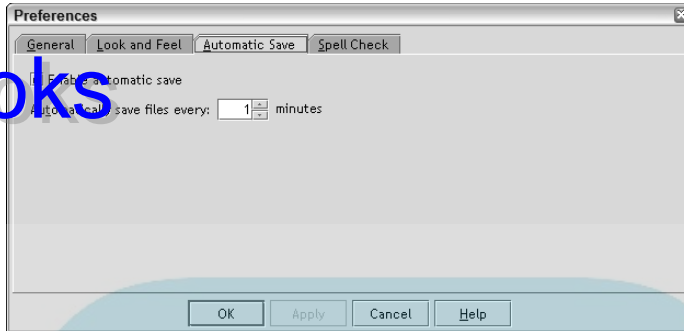 Preferences
General Look and Feel Automatic Save Spell Check
Enable automatic save
oks
Automatically save files every: 1 minutes
OK Apply Cancel Help